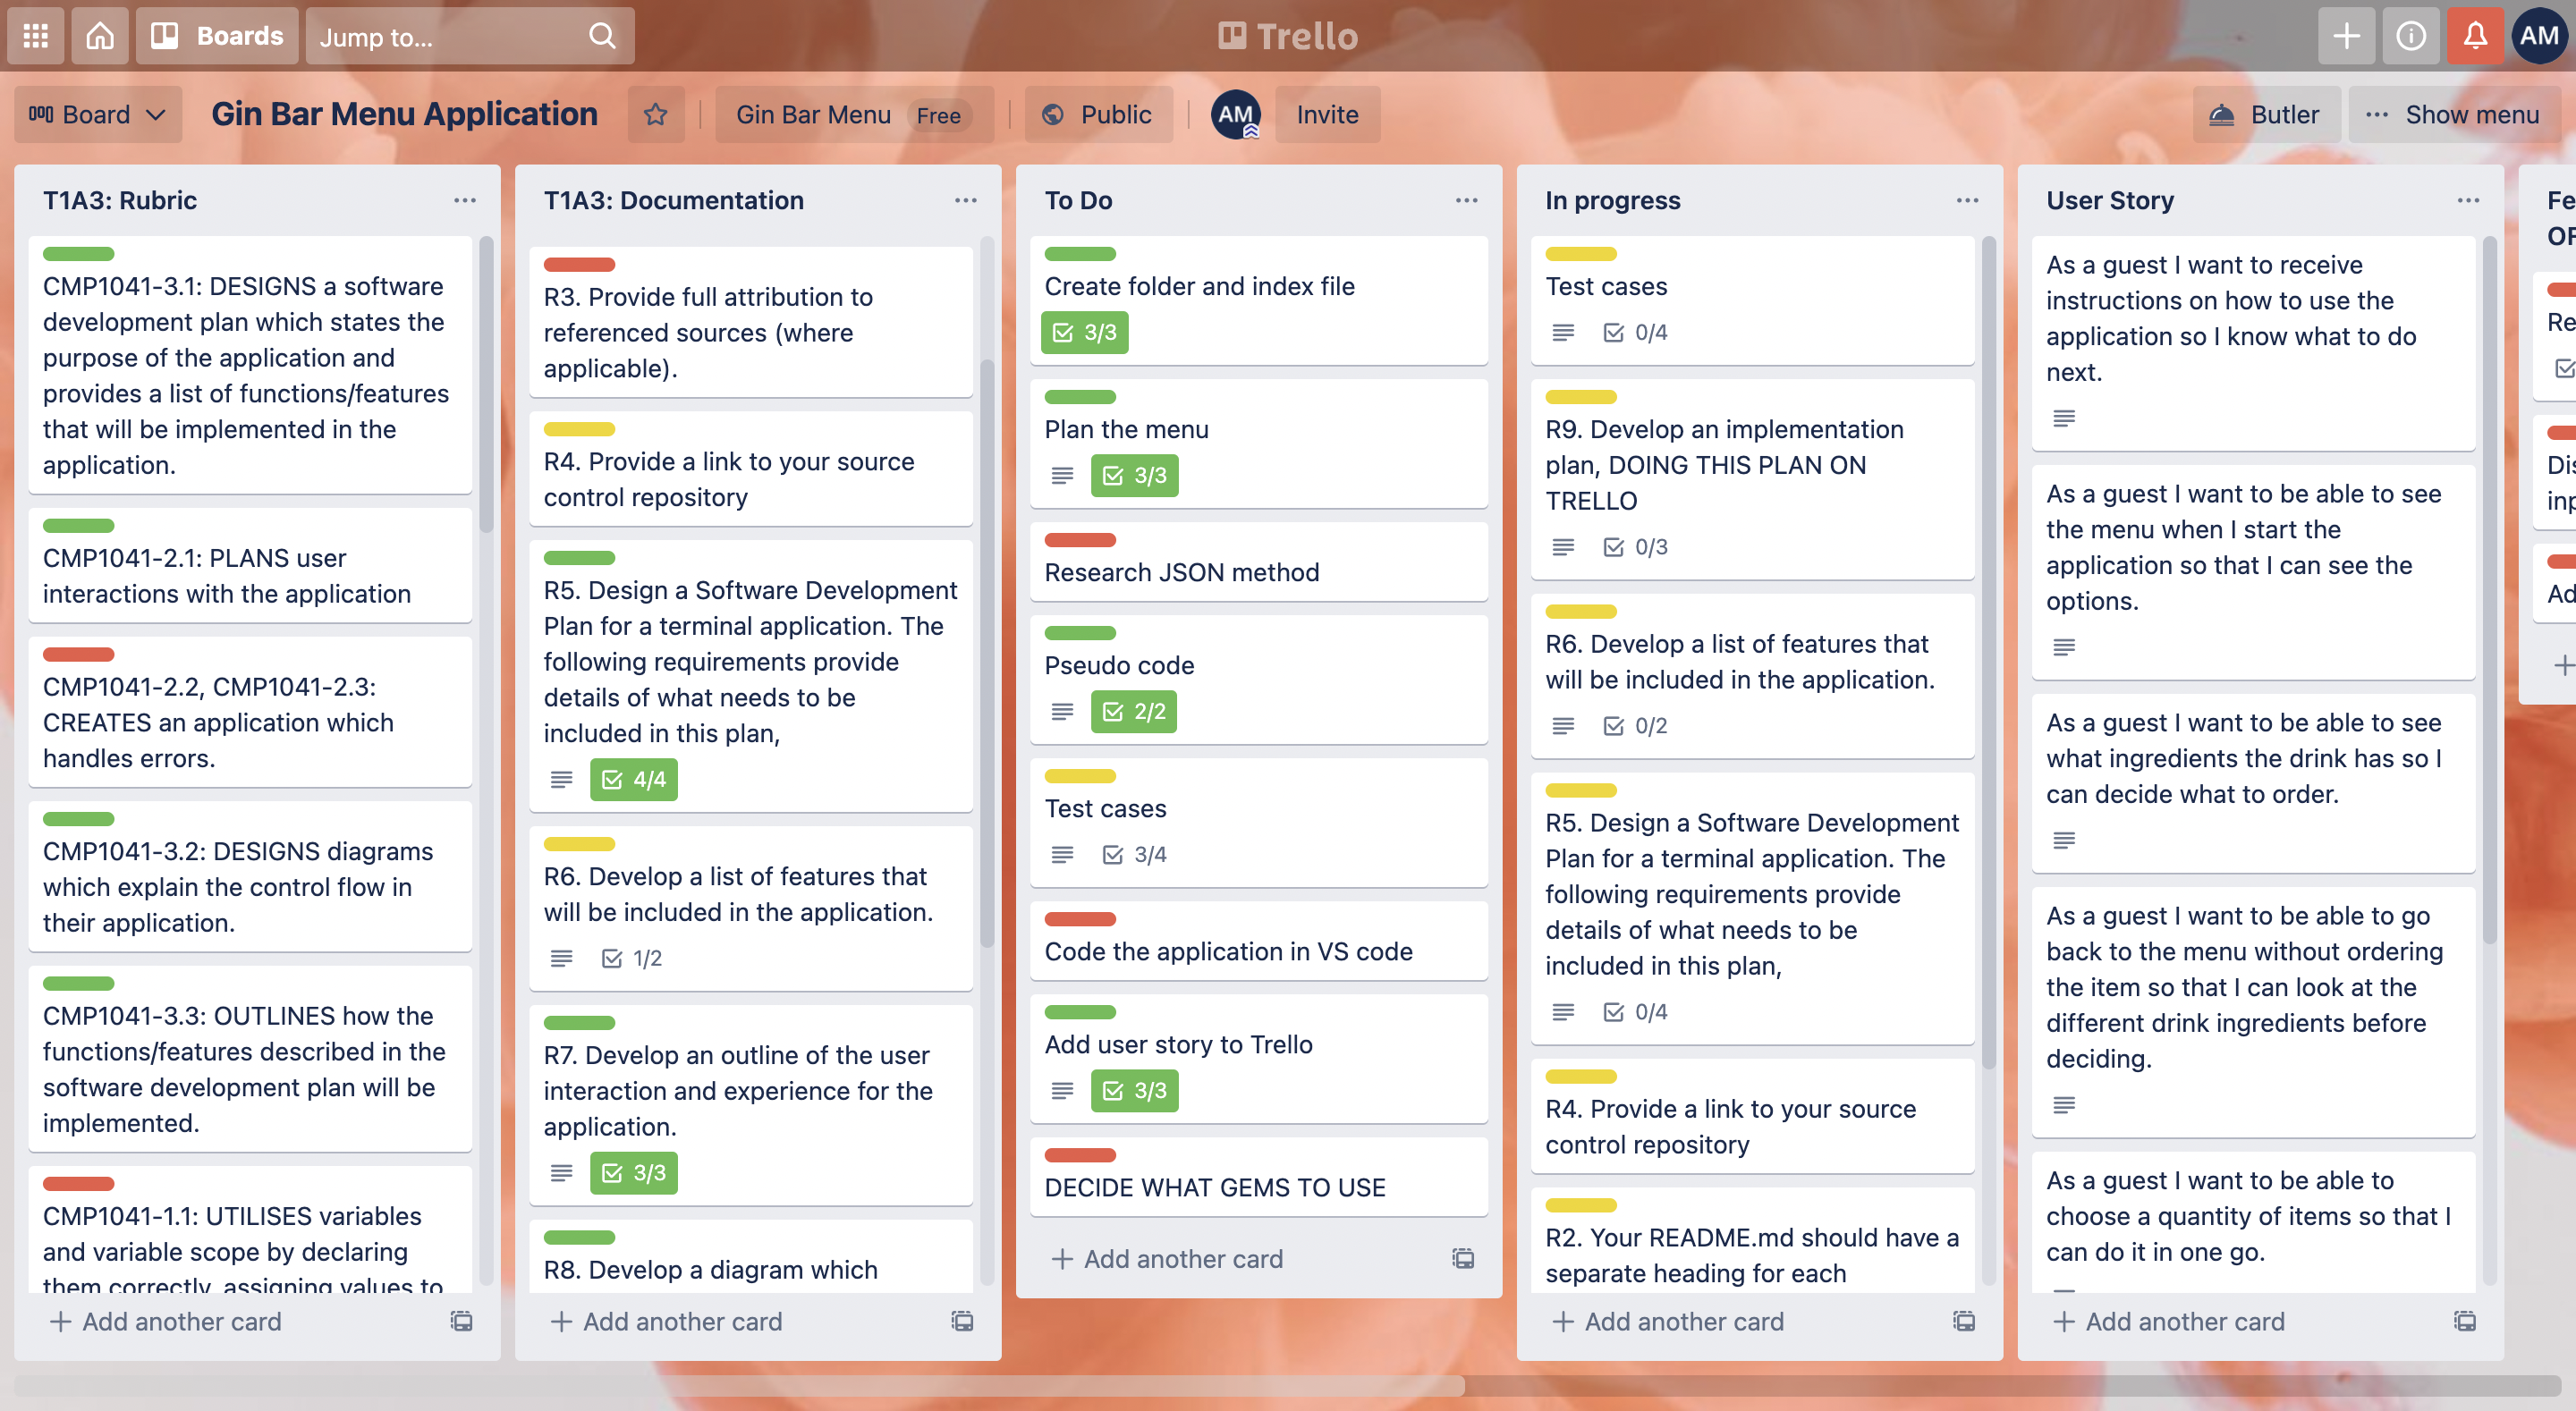 Boards
Jump to...
Trello
AM
Board
Gin Bar Menu Application
Gin Bar Menu Free
Public
AM
Invite
Butler
... Show menu
T1A3: Rubric
CMP1041-3.1: DESIGNS a software
development plan which states the
purpose of the application and
provides a list of functions/features
that will be implemented in the
application.
CMP1041-2.1: PLANS user
interactions with the application
CMP1041-2.2, CMP1041-2.3:
CREATES an application which
handles errors.
CMP1041-3.2: DESIGNS diagrams
which explain the control flow in
their application.
CMP1041-3.3: OUTLINES how the
functions/features described in the
software development plan will be
implemented.
CMP1041-1.1: UTILISES variables
and variable scope by declaring
them correctly, assigning values to
+ Add another card
T1A3: Documentation
R3. Provide full attribution to
referenced sources (where
applicable).
R4. Provide a link to your source
control repository
R5. Design a Software Development
Plan for a terminal application. The
following requirements provide
details of what needs to be
included in this plan,
4/4
R6. Develop a list of features that
will be included in the application.
1/2
R7. Develop an outline of the user
interaction and experience for the
application.
3/3
R8. Develop a diagram which
+ Add another card
To Do
Create folder and index file
3/3
Plan the menu
3/3
Research JSON method
Pseudo code
2/2
Test cases
3/4
Code the application in VS code
Add user story to Trello
3/3
DECIDE WHAT GEMS TO USE
+ Add another card
In progress
Test cases
0/4
R9. Develop an implementation
plan, DOING THIS PLAN ON
TRELLO
0/3
R6. Develop a list of features that
will be included in the application.
0/2
R5. Design a Software Development
Plan for a terminal application. The
following requirements provide
details of what needs to be
included in this plan,
0/4
R4. Provide a link to your source
control repository
R2. Your README.md should have a
separate heading for each
+ Add another card
User Story
As a guest I want to receive
instructions on how to use the
application so I know what to do
next.
As a guest I want to be able to see
the menu when I start the
application so that I can see the
options.
As a guest I want to be able to see
what ingredients the drink has so I
can decide what to order.
As a guest I want to be able to go
back to the menu without ordering
the item so that I can look at the
different drink ingredients before
deciding.
As a guest I want to be able to
choose a quantity of items so that I
can do it in one go.
+ Add another card